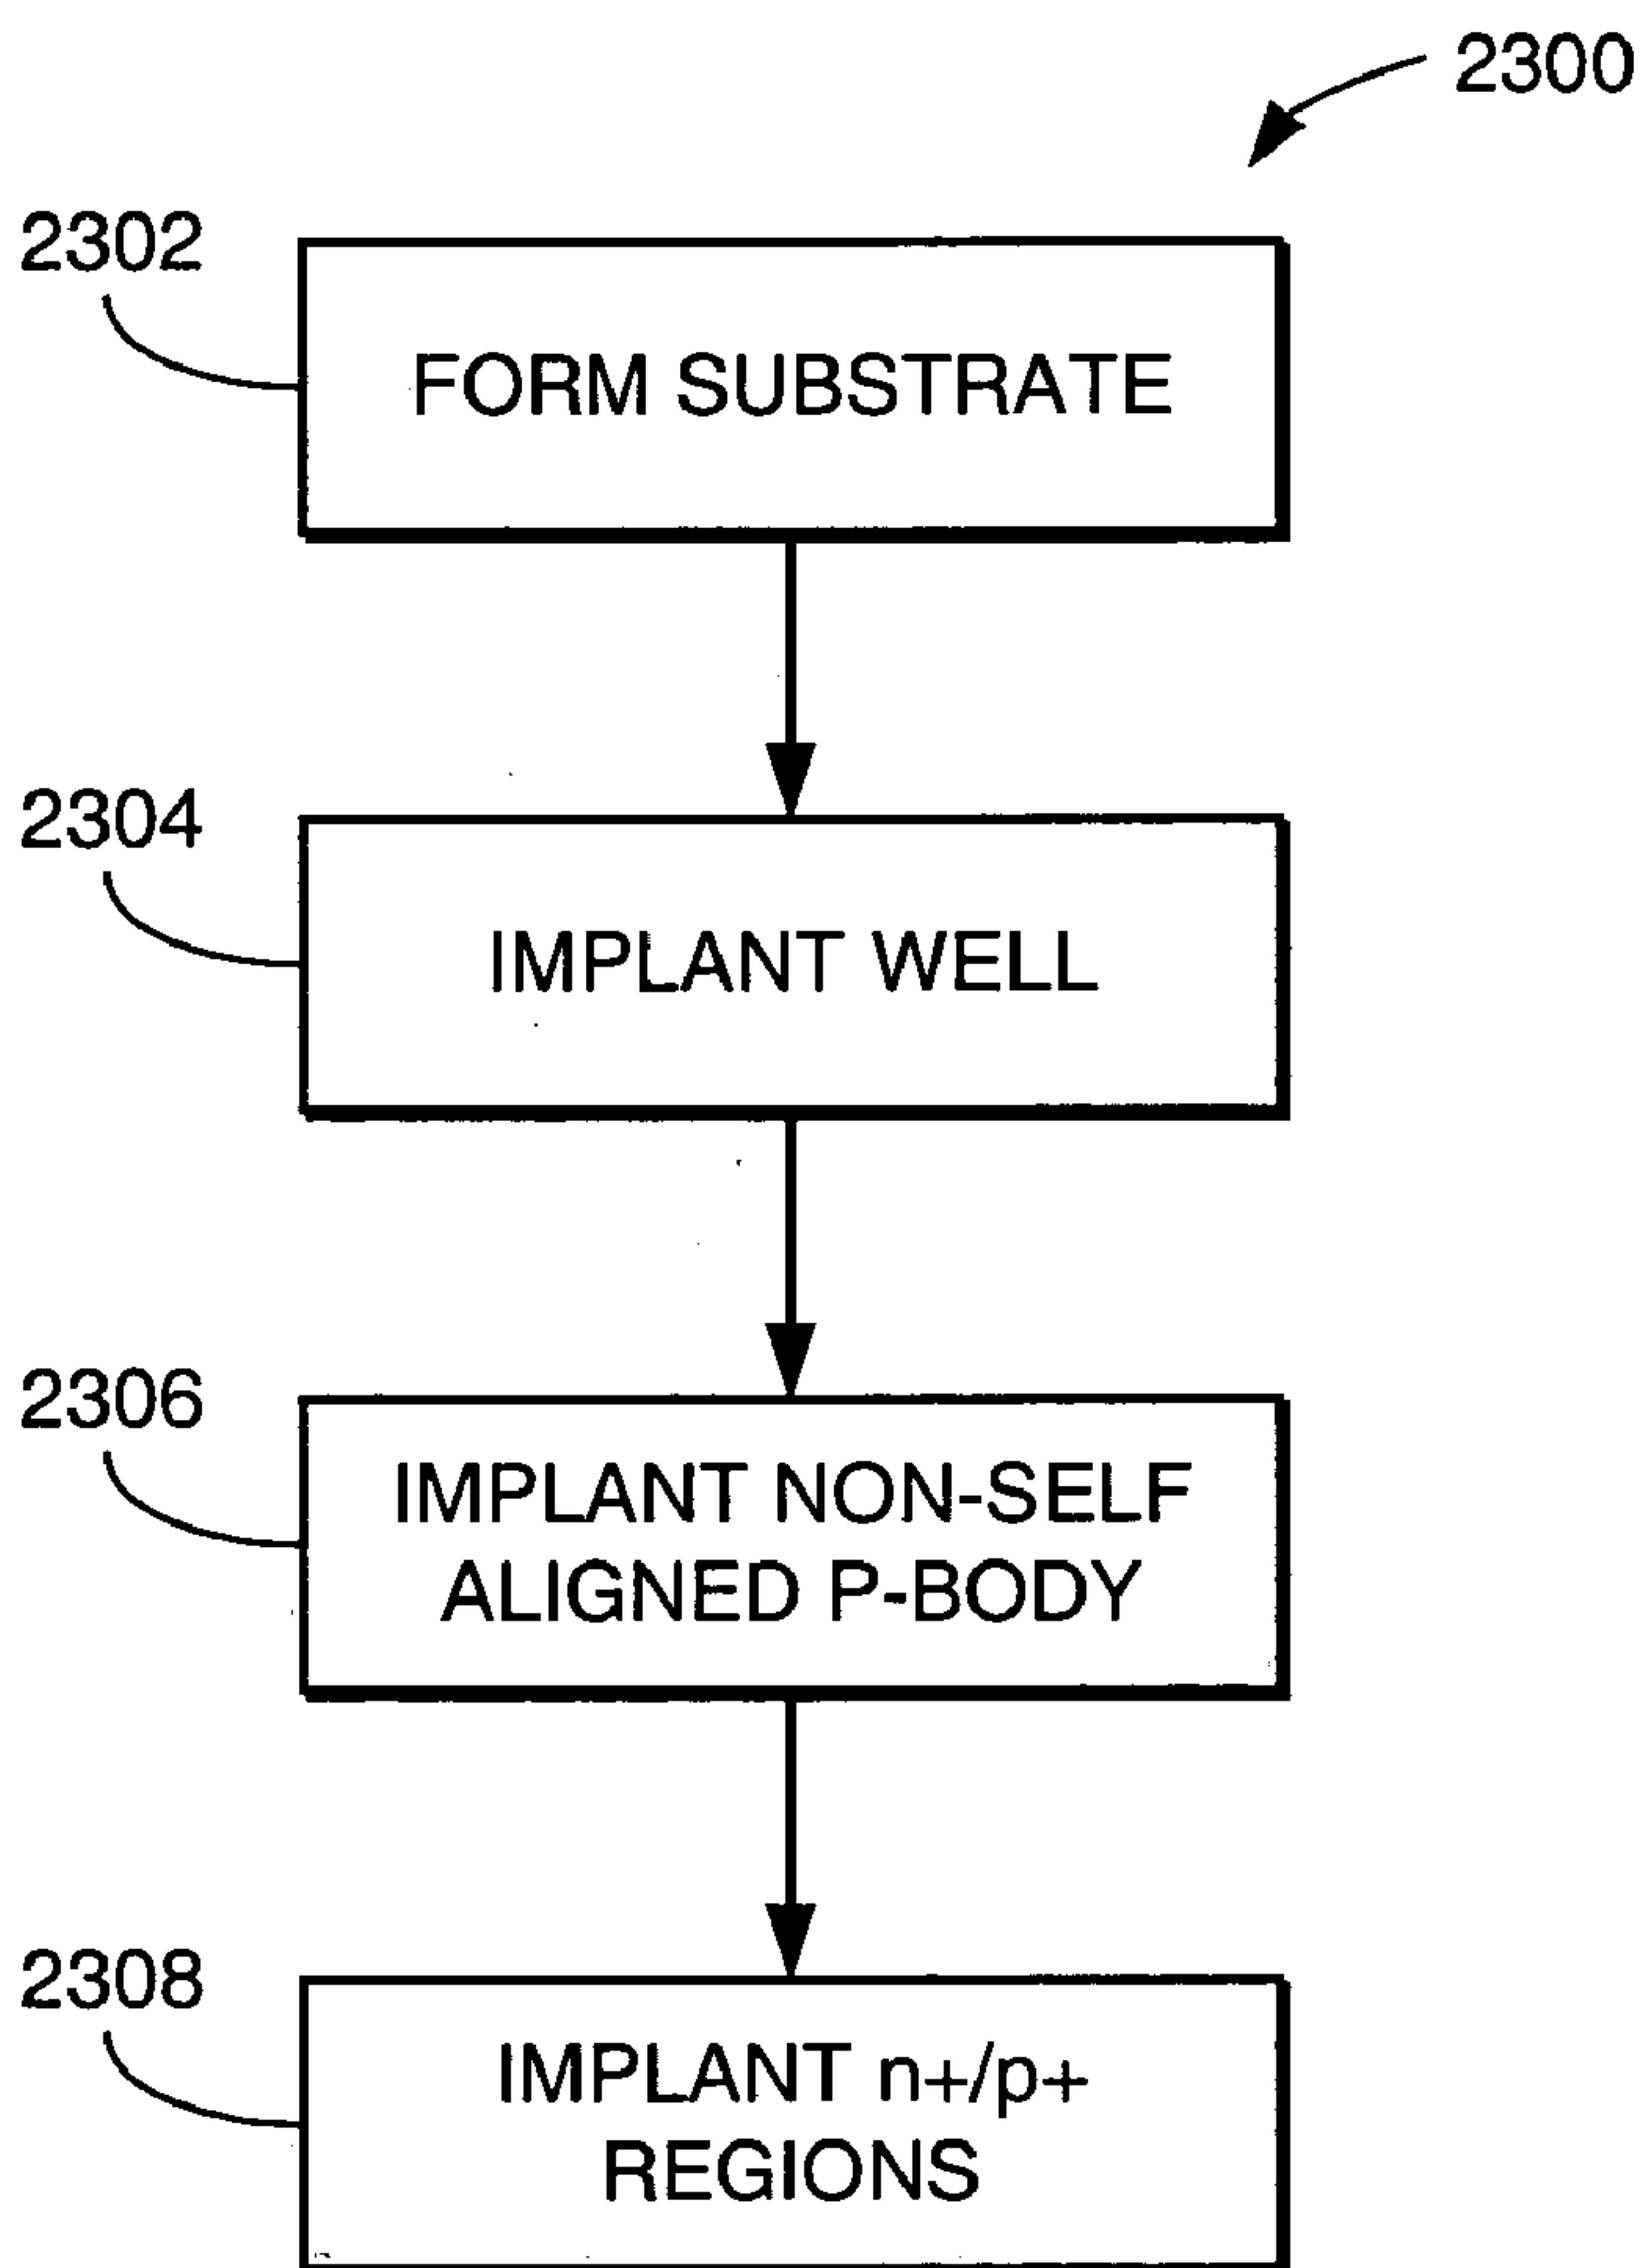 2300
2302
FORM SUBSTRATE
2304
IMPLANT WELL
2306
IMPLANT NON-SELF
ALIGNED P-BODY
2308
IMPLANT n+/p+
REGIONS